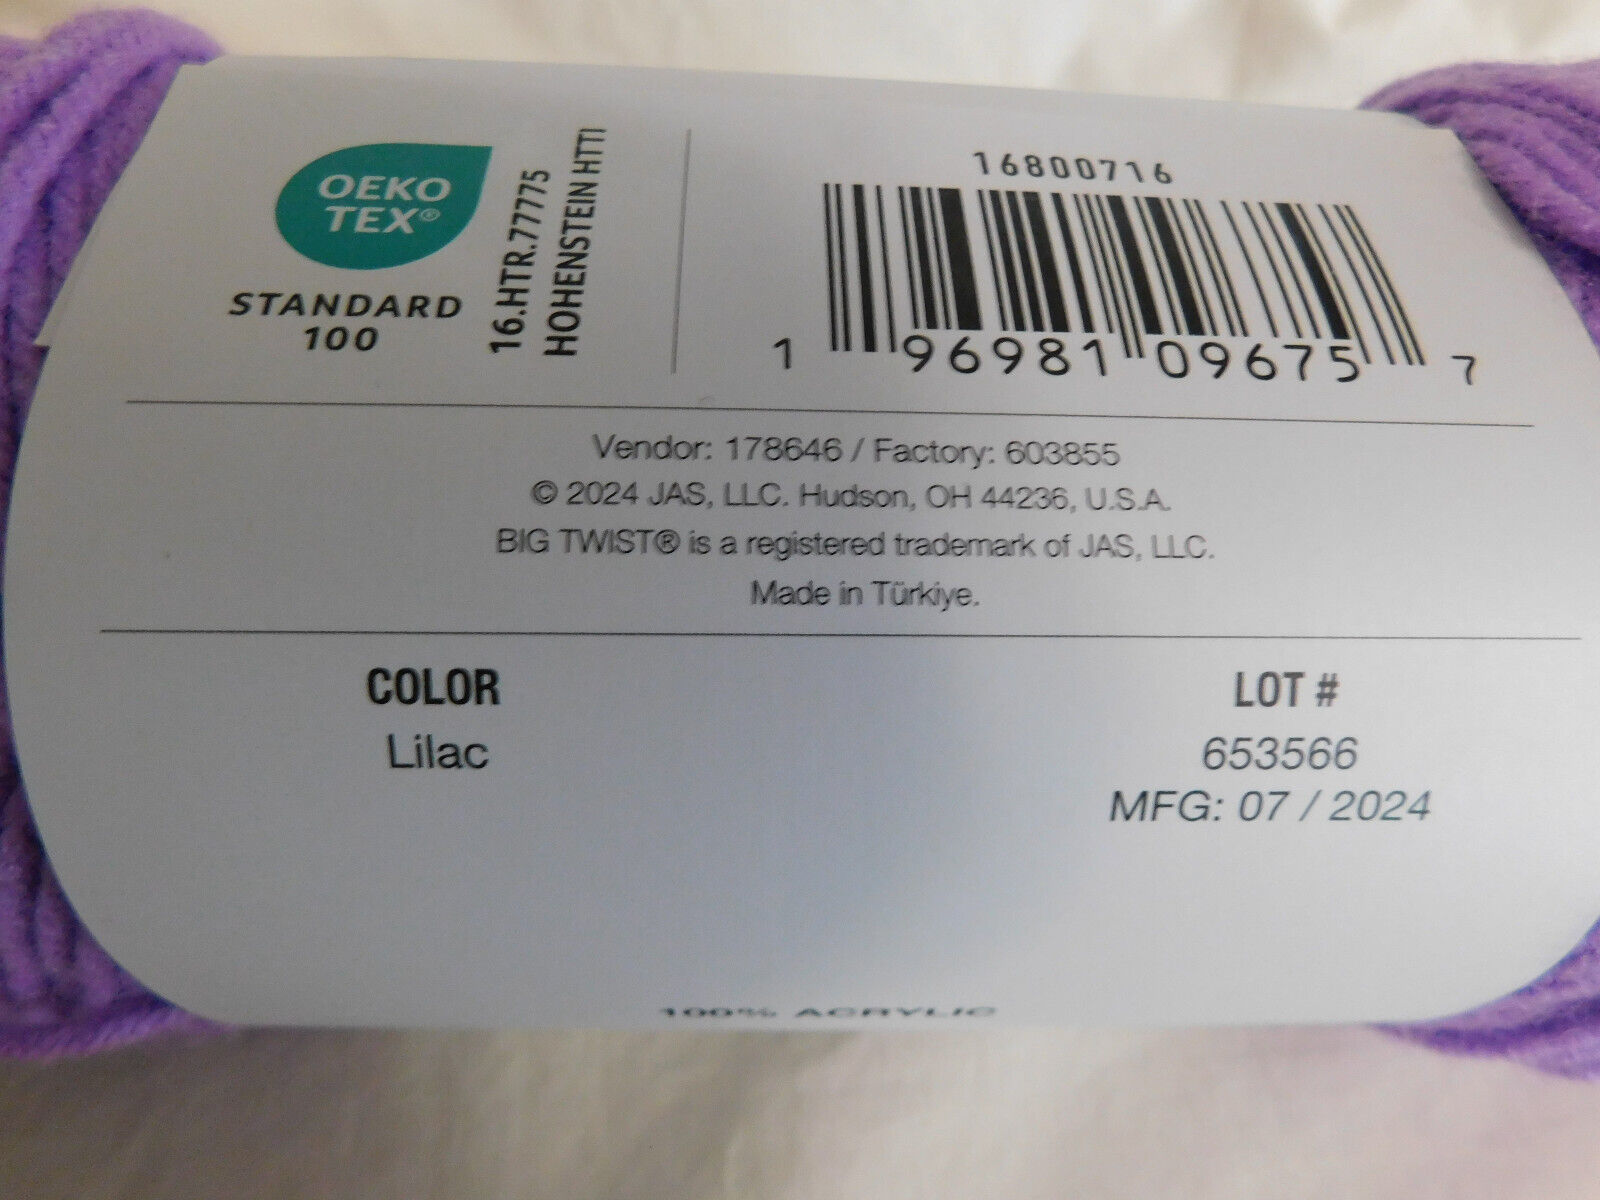 OEKO
TEX®
STANDARD
100
16.HTR.77775
HOHENSTEIN HTTI
16800716
1 96981 09675 7
Vendor: 178646 / Factory: 603855
© 2024 JAS, LLC. Hudson, OH 44236, U.S.A.
BIG TWIST® is a registered trademark of JAS, LLC.
Made in Türkiye.
COLOR
Lilac
LOT #
653566
MFG: 07 / 2024
100% ACRYLIC